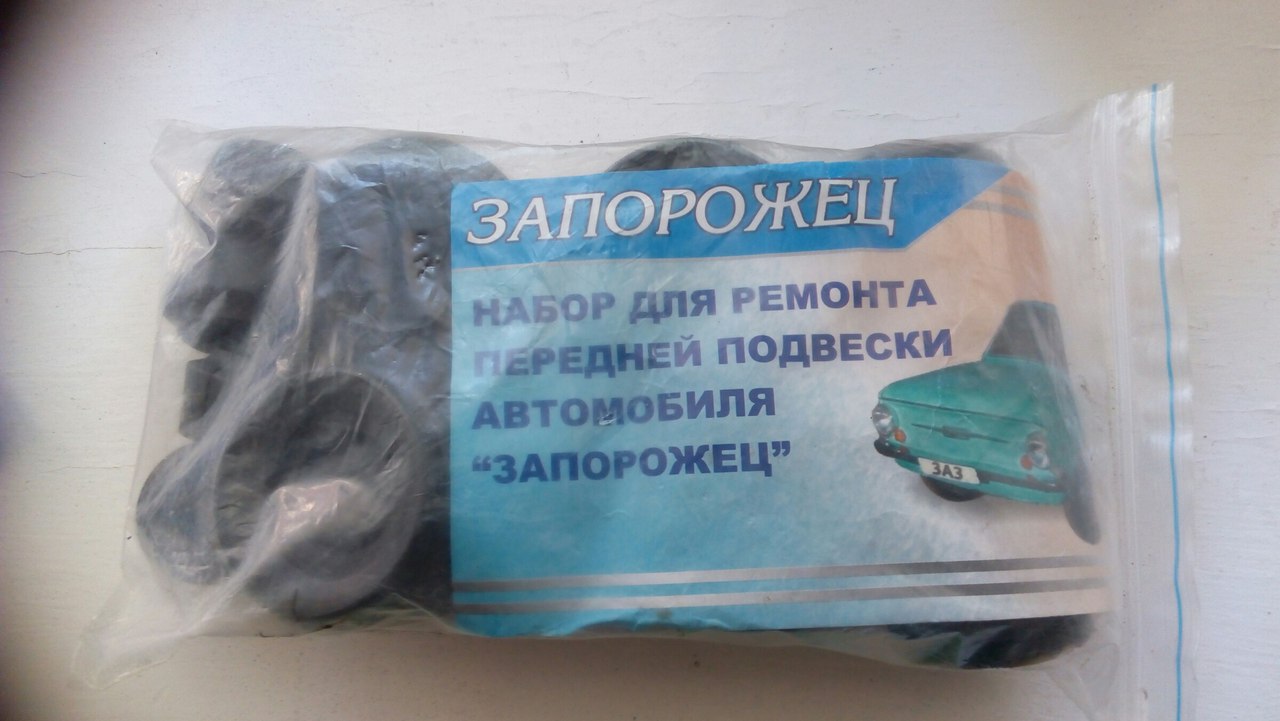 ЗАПОРОЖЕЦ
НАБОР ДЛЯ РЕМОНТА
ПЕРЕДНЕЙ ПОДВЕСКИ
АВТОМОБИЛЯ
“ЗАПОРОЖЕЦ”
ЗАЗ